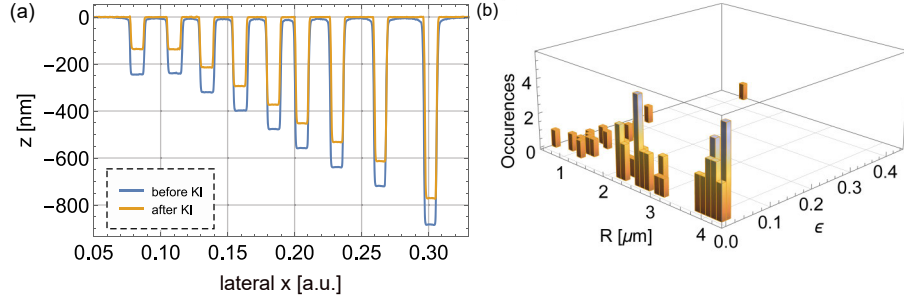 (a)
0
−200
−400
−600
−800
z [nm]
before KI
after KI
0.05 0.10 0.15 0.20 0.25 0.30
lateral x [a.u.]
(b)
Occurences
4
2
0
1
2
3
4
R [μm]
0.0
0.1
0.2
0.3
0.4
ϵ